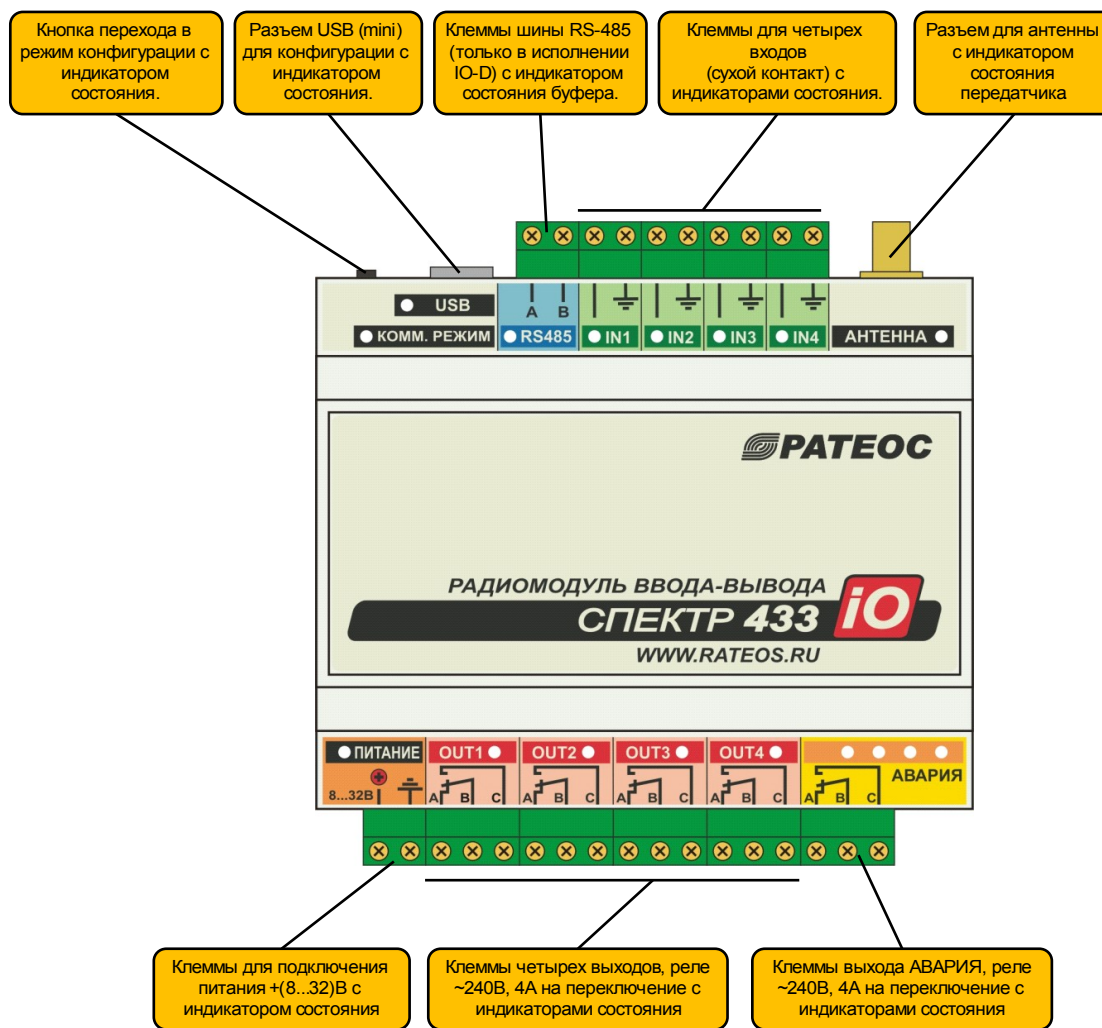 Кнопка перехода в
режим конфигурации с
индикатором
состояния.
Разъем USB (mini)
для конфигурации с
индикатором
состояния.
Клеммы шины RS-485
(только в исполнении
IO-D) с индикатором
состояния буфера.
Клеммы для четырех
входов
(сухой контакт) с
индикаторами состояния.
Разъем для антенны
с индикатором
состояния
передатчика
USB
A B
КОММ. РЕЖИМ RS485 IN1 IN2 IN3 IN4 АНТЕННА
РАТЕОС
РАДИОМОДУЛЬ ВВОДА-ВЫВОДА
СПЕКТР 433 iO
WWW.RATEOS.RU
ПИТАНИЕ OUT1 OUT2 OUT3 OUT4
АВАРИЯ
8...32В A B C A B C A B C A B C A B C
Клеммы для подключения
питания +(8...32)В с
индикатором состояния
Клеммы четырех выходов, реле
~240В, 4А на переключение с
индикаторами состояния
Клеммы выхода АВАРИЯ, реле
~240В, 4А на переключение с
индикаторами состояния